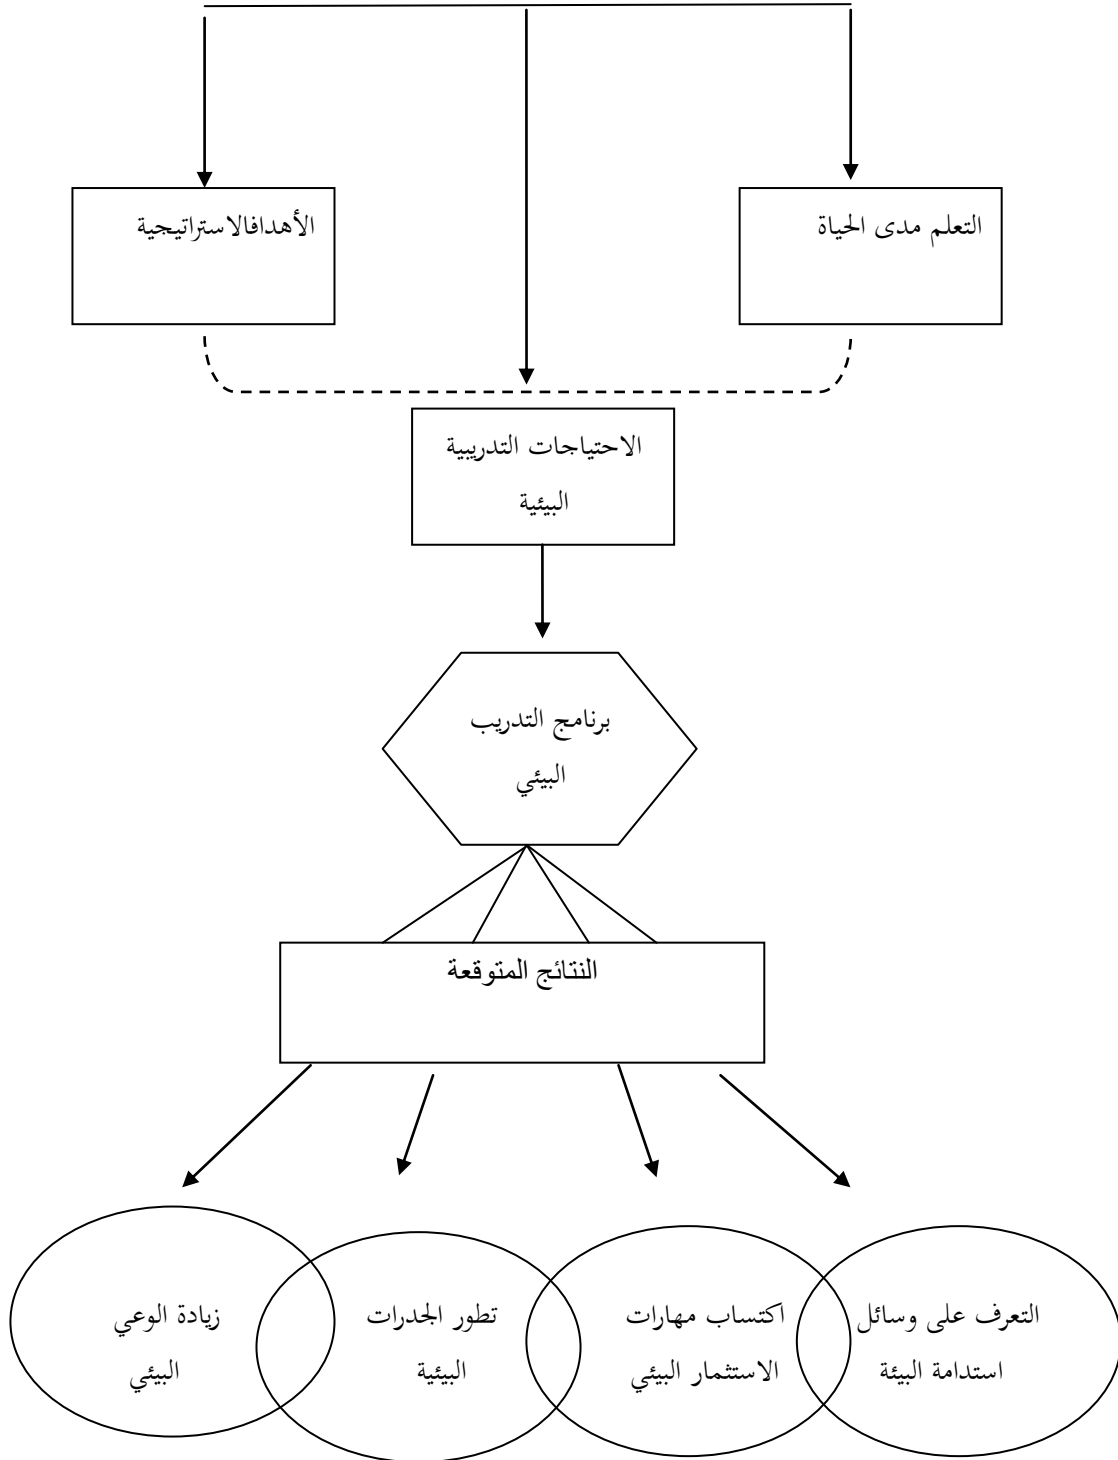 التعلم مدى الحياة
الأهدافالاستراتيجية
الاحتياجات التدريبية
البيئية
برنامج التدريب
البيئي
النتائج المتوقعة
التعرف على وسائل
استدامة البيئة
اكتساب مهارات
الاستثمار البيئي
تطور الجدرات
البيئية
زيادة الوعي
البيئي